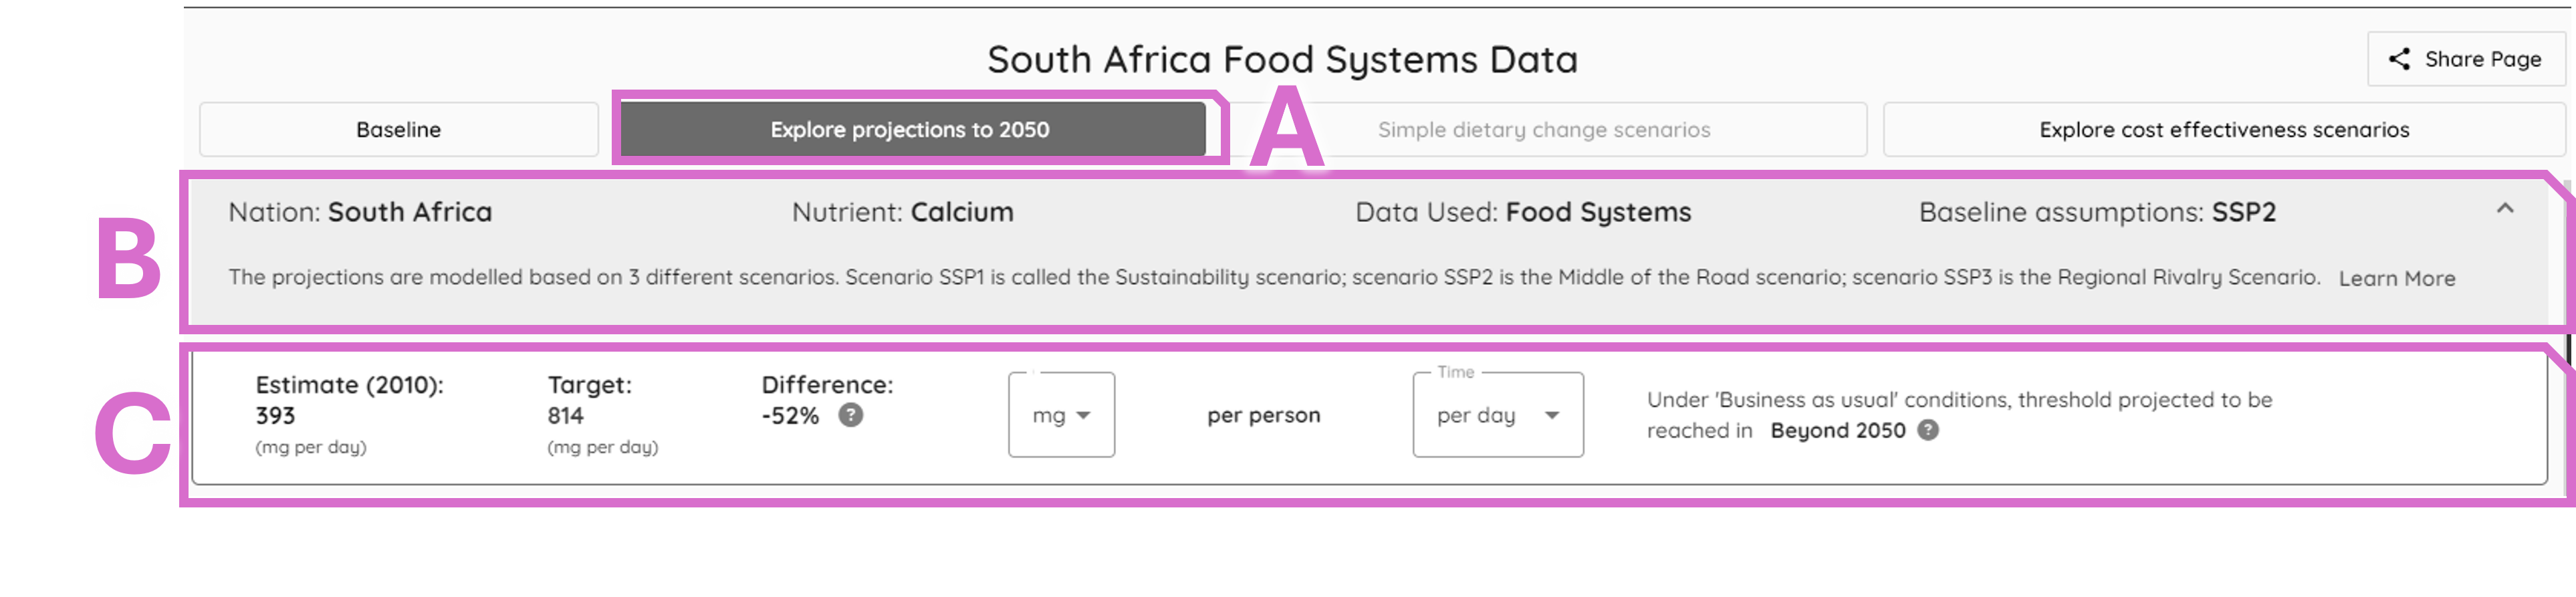 South Africa Food Systems Data
Share Page
Baseline
Explore projections to 2050
A
Simple dietary change scenarios
Explore cost effectiveness scenarios
B
Nation: South Africa
Nutrient: Calcium
Data Used: Food Systems
Baseline assumptions: SSP2
The projections are modelled based on 3 different scenarios. Scenario SSP1 is called the Sustainability scenario; scenario SSP2 is the Middle of the Road scenario; scenario SSP3 is the Regional Rivalry Scenario. Learn More
C
Estimate (2010):
393
(mg per day)
Target:
814
(mg per day)
Difference:
-52% ?
mg
per person
Time
per day
Under 'Business as usual' conditions, threshold projected to be
reached in Beyond 2050 ?